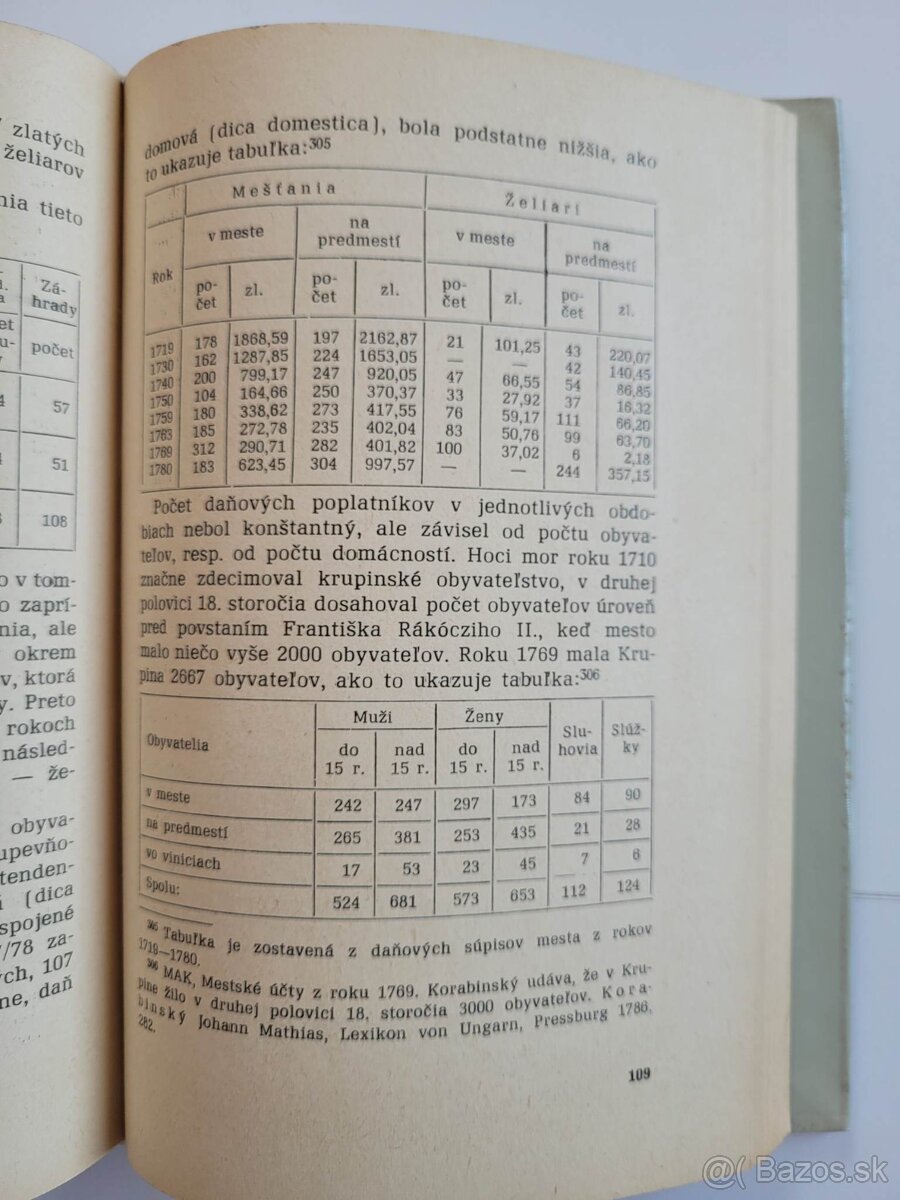 zlatých
želiarov
nia tieto
Zá-
hrady
počet
57
51
108
o v tom-
o zaprí-
nia, ale
okrem
v, ktorá
y. Preto
rokoch
násled-
— že-
obyva-
upevňo-
tenden-
(dica
spojené
7/78 za-
ých, 107
ne, daň
domová (dica domestica), bola podstatne nižšia, ako
to ukazuje tabuľka:305
Mešťania Želiari
Rok v meste na predmestí v meste na predmestí
po-čet zl. po-čet zl. po-čet zl. po-čet zl.
1719 178 1868,59 197 2162,87 21 101,25 43 220,07
1730 162 1287,85 224 1653,05 — — 42 140,45
1740 200 799,17 247 920,05 47 66,55 54 86,85
1750 104 164,66 250 370,37 33 27,92 37 16,32
1759 180 338,62 273 417,55 76 59,17 111 66,20
1763 185 272,78 235 402,04 83 50,76 99 63,70
1769 312 290,71 282 401,82 100 37,02 6 2,18
1780 183 623,45 304 997,57 — — 244 357,15
Počet daňových poplatníkov v jednotlivých obdo-
biach nebol konštantný, ale závisel od počtu obyva-
teľov, resp. od počtu domácností. Hoci mor roku 1710
značne zdecimoval krupinské obyvateľstvo, v druhej
polovici 18. storočia dosahoval počet obyvateľov úroveň
pred povstaním Františka Rákócziho II., keď mesto
malo niečo vyše 2000 obyvateľov. Roku 1769 mala Kru-
pina 2667 obyvateľov, ako to ukazuje tabuľka:306
Obyvatelia Muži Ženy Slu-hovia Slúž-ky
do 15 r. nad 15 r. do 15 r. nad 15 r.
v meste 242 247 297 173 84 90
na predmestí 265 381 253 435 21 28
vo viniciach 17 53 23 45 7 6
Spolu: 524 681 573 653 112 124
305 Tabuľka je zostavená z daňových súpisov mesta z rokov
1719—1780.
306 MAK, Mestské účty z roku 1769. Korabinský udáva, že v Kru-
pine žilo v druhej polovici 18. storočia 3000 obyvateľov. Kora-
binský Johann Mathias, Lexikon von Ungarn, Pressburg 1786,
282.
109
@( Bazos.sk